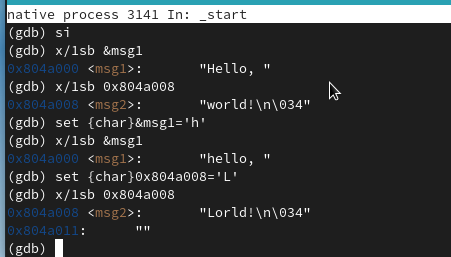 native process 3141 In: _start
(gdb) si
(gdb) x/1sb &msg1
0x804a000 <msg1>:       "Hello, "
(gdb) x/1sb 0x804a008
0x804a008 <msg2>:       "world!\n\034"
(gdb) set {char}&msg1='h'
(gdb) x/1sb &msg1
0x804a000 <msg1>:       "hello, "
(gdb) set {char}0x804a008='L'
(gdb) x/1sb 0x804a008
0x804a008 <msg2>:       "Lorld!\n\034"
0x804a011:      ""
(gdb)